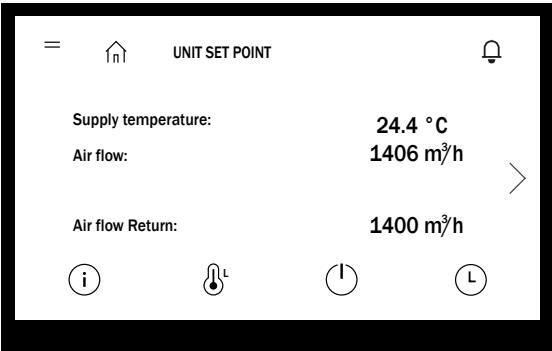 UNIT SET POINT
Supply temperature: 24.4 °C
Air flow: 1406 m³/h
Air flow Return: 1400 m³/h
i L L